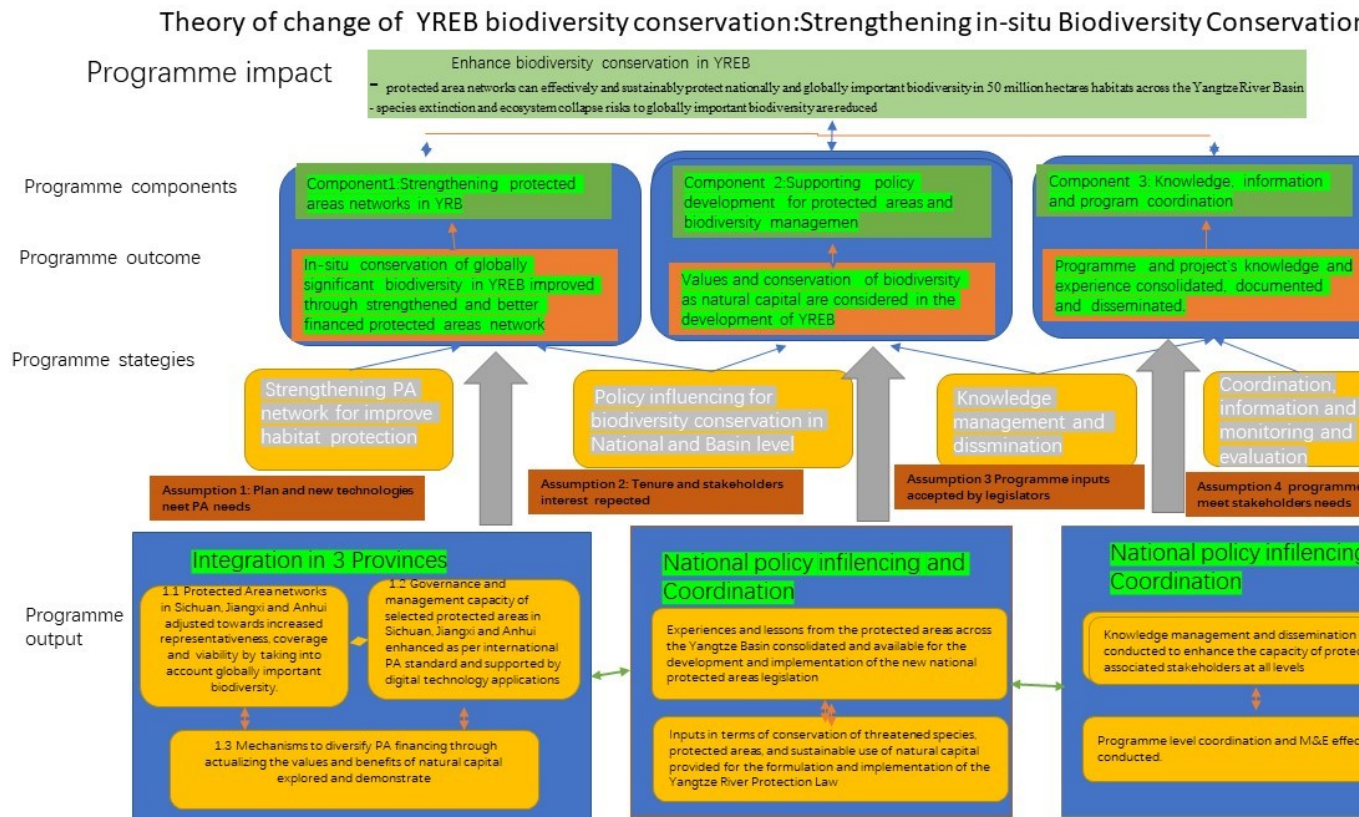 Theory of change of YREB biodiversity conservation:Strengthening in-situ Biodiversity Conservation
Programme impact
Enhance biodiversity conservation in YREB
- protected area networks can effectively and sustainably protect nationally and globally important biodiversity in 50 million hectares habitats across the Yangtze River Basin
- species extinction and ecosystem collapse risks to globally important biodiversity are reduced
Programme components
Component1:Strengthening protected
areas networks in YRB
Component 2:Supporting policy
development for protected areas and
biodiversity managemen
Component 3: Knowledge, information
and program coordination
Programme outcome
In-situ conservation of globally
significant biodiversity in YREB improved
through strengthened and better
financed protected areas network
Values and conservation of biodiversity
as natural capital are considered in the
development of YREB
Programme and project's knowledge and
experience consolidated, documented
and disseminated.
Programme stategies
Strengthening PA
network for improve
habitat protection
Policy influencing for
biodiversity conservation in
National and Basin level
Knowledge
management and
dissmination
Coordination,
information and
monitoring and
evaluation
Assumption 1: Plan and new technologies
neet PA needs
Assumption 2: Tenure and stakeholders
interest repected
Assumption 3 Programme inputs
accepted by legislators
Assumption 4 programme
meet stakeholders needs
Programme
output
Integration in 3 Provinces
1.1 Protected Area networks
in Sichuan, Jiangxi and Anhui
adjusted towards increased
representativeness, coverage
and viability by taking into
account globally important
biodiversity.
1.2 Governance and
management capacity of
selected protected areas in
Sichuan, Jiangxi and Anhui
enhanced as per international
PA standard and supported by
digital technology applications
1.3 Mechanisms to diversify PA financing through
actualizing the values and benefits of natural capital
explored and demonstrate
National policy infilencing and
Coordination
Experiences and lessons from the protected areas across
the Yangtze Basin consolidated and available for the
development and implementation of the new national
protected areas legislation
Inputs in terms of conservation of threatened species,
protected areas, and sustainable use of natural capital
provided for the formulation and implementation of the
Yangtze River Protection Law
National policy infilencing
Coordination
Knowledge management and dissemination
conducted to enhance the capacity of protec
associated stakeholders at all levels
Programme level coordination and M&E effec
conducted.